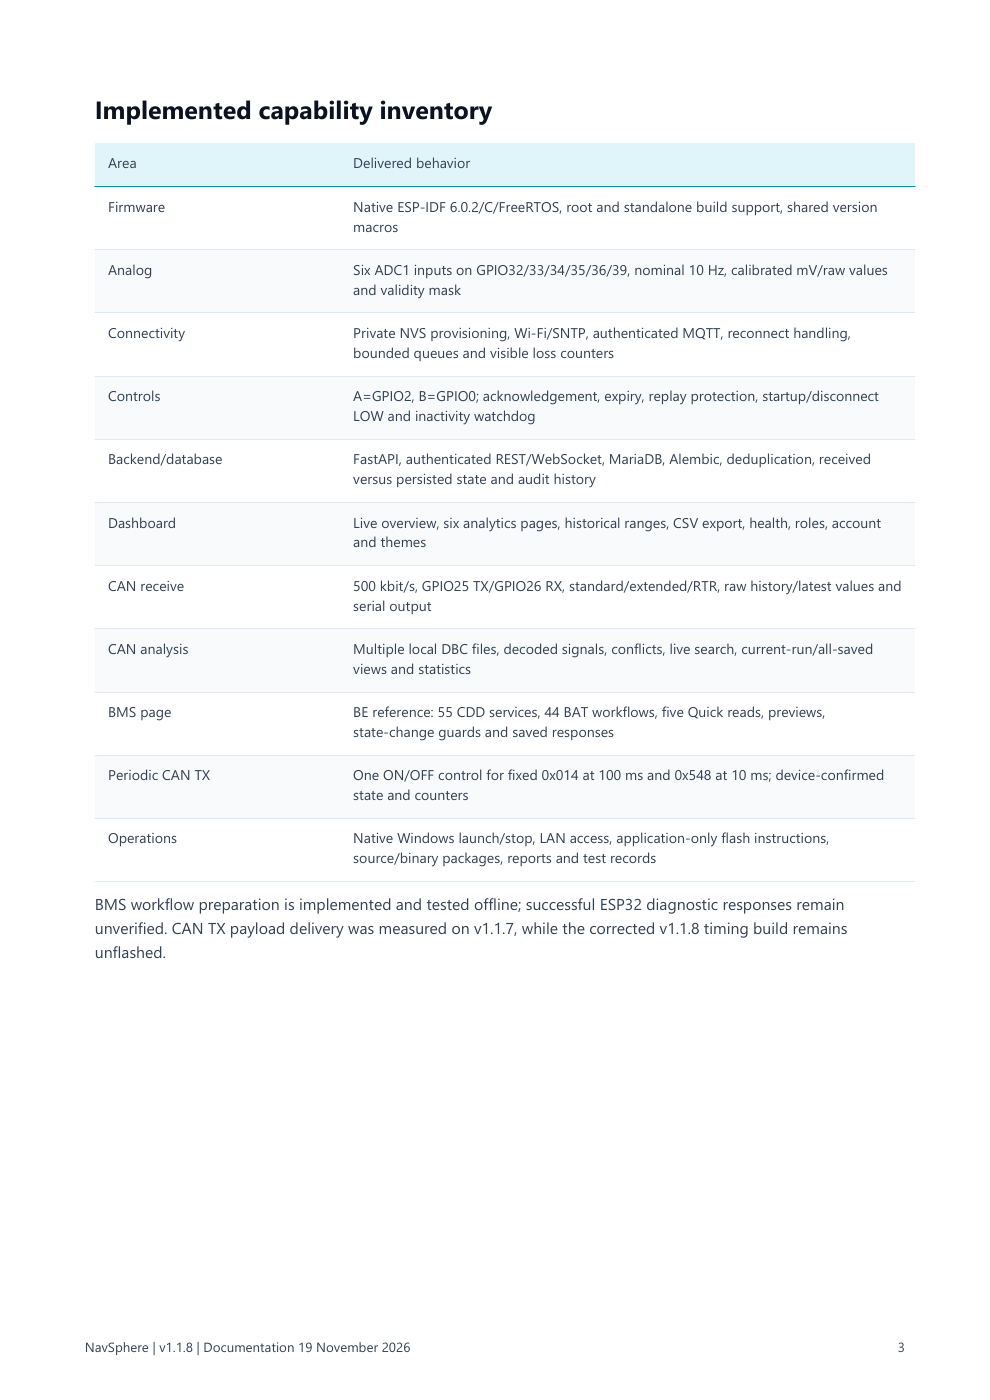 Implemented capability inventory
Area
Delivered behavior
Firmware
Native ESP-IDF 6.0.2/C/FreeRTOS, root and standalone build support, shared version
macros
Analog
Six ADC1 inputs on GPIO32/33/34/35/36/39, nominal 10 Hz, calibrated mV/raw values
and validity mask
Connectivity
Private NVS provisioning, Wi-Fi/SNTP, authenticated MQTT, reconnect handling,
bounded queues and visible loss counters
Controls
A=GPIO2, B=GPIO0; acknowledgement, expiry, replay protection, startup/disconnect
LOW and inactivity watchdog
Backend/database
FastAPI, authenticated REST/WebSocket, MariaDB, Alembic, deduplication, received
versus persisted state and audit history
Dashboard
Live overview, six analytics pages, historical ranges, CSV export, health, roles, account
and themes
CAN receive
500 kbit/s, GPIO25 TX/GPIO26 RX, standard/extended/RTR, raw history/latest values and
serial output
CAN analysis
Multiple local DBC files, decoded signals, conflicts, live search, current-run/all-saved
views and statistics
BMS page
BE reference: 55 CDD services, 44 BAT workflows, five Quick reads, previews,
state-change guards and saved responses
Periodic CAN TX
One ON/OFF control for fixed 0x014 at 100 ms and 0x548 at 10 ms; device-confirmed
state and counters
Operations
Native Windows launch/stop, LAN access, application-only flash instructions,
source/binary packages, reports and test records
BMS workflow preparation is implemented and tested offline; successful ESP32 diagnostic responses remain
unverified. CAN TX payload delivery was measured on v1.1.7, while the corrected v1.1.8 timing build remains
unflashed.
NavSphere | v1.1.8 | Documentation 19 November 2026
3